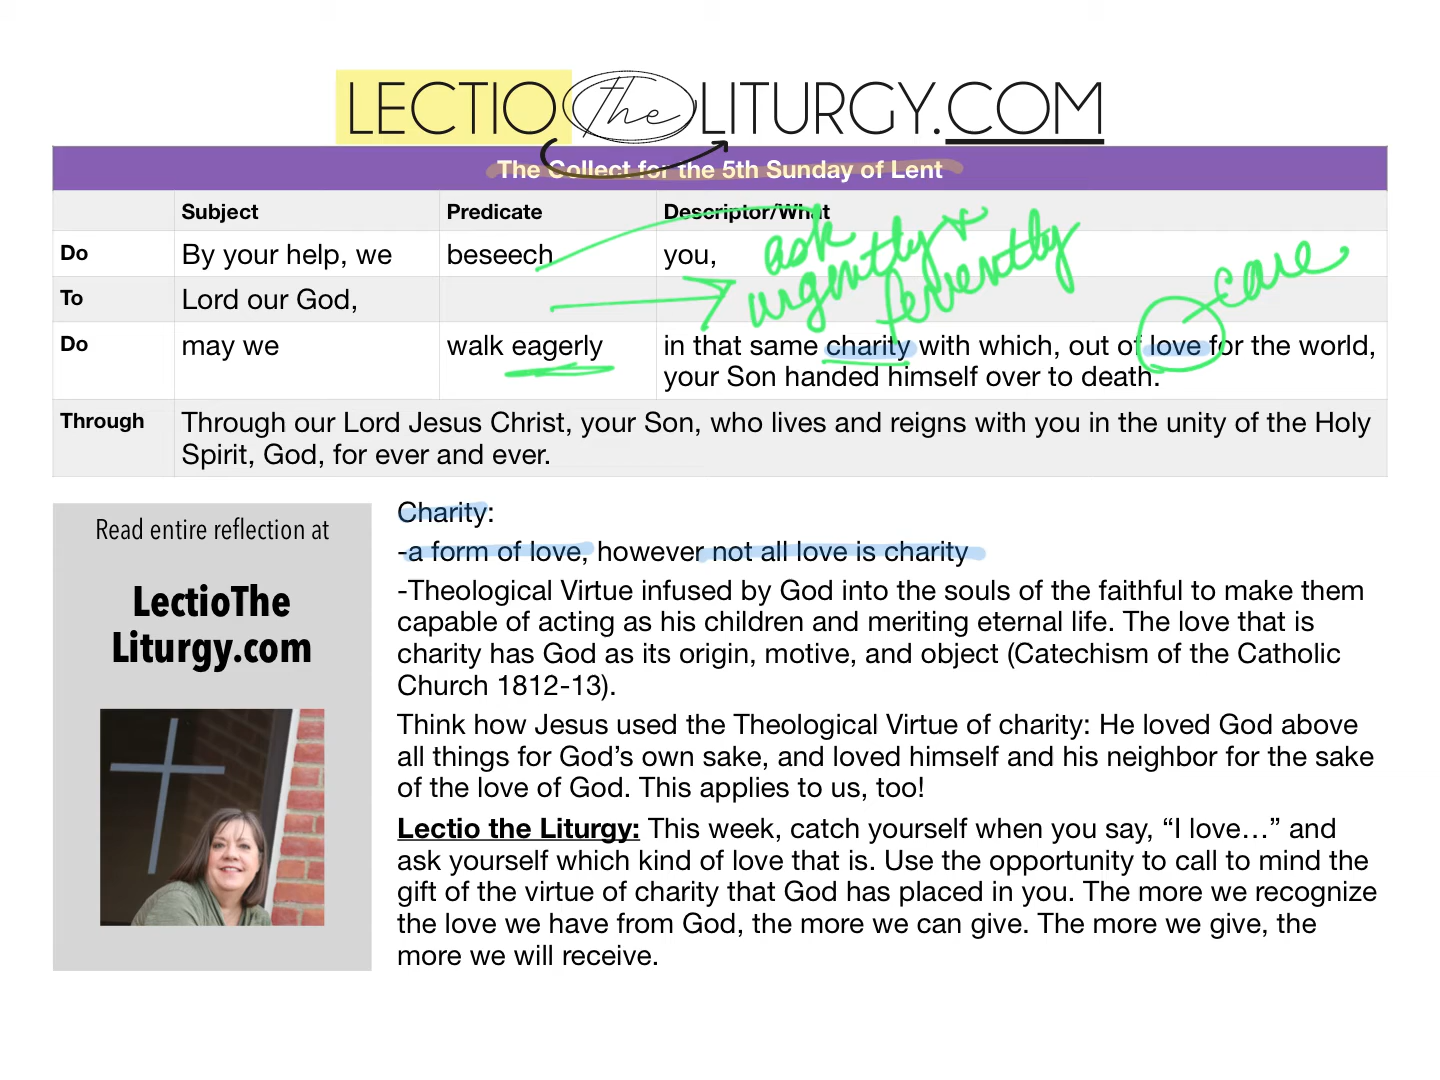 LECTIO the LITURGY.COM
The Collect for the 5th Sunday of Lent
Subject Predicate Descriptor/What
Do By your help, we beseech you,
ask urgently & fervently
care
To Lord our God,
Do may we walk eagerly in that same charity with which, out of love for the world,
your Son handed himself over to death.
Through Through our Lord Jesus Christ, your Son, who lives and reigns with you in the unity of the Holy
Spirit, God, for ever and ever.
Read entire reflection at
LectioThe
Liturgy.com
Charity:
-a form of love, however not all love is charity
-Theological Virtue infused by God into the souls of the faithful to make them
capable of acting as his children and meriting eternal life. The love that is
charity has God as its origin, motive, and object (Catechism of the Catholic
Church 1812-13).
Think how Jesus used the Theological Virtue of charity: He loved God above
all things for God’s own sake, and loved himself and his neighbor for the sake
of the love of God. This applies to us, too!
Lectio the Liturgy: This week, catch yourself when you say, “I love…” and
ask yourself which kind of love that is. Use the opportunity to call to mind the
gift of the virtue of charity that God has placed in you. The more we recognize
the love we have from God, the more we can give. The more we give, the
more we will receive.